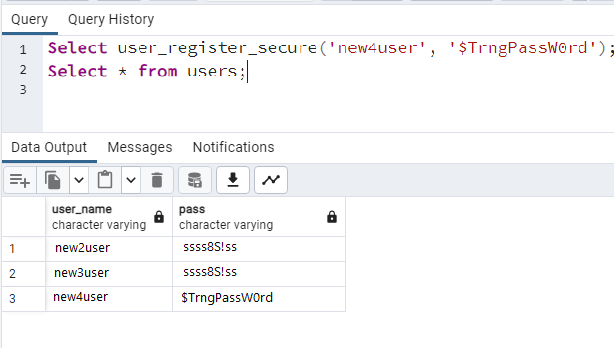 Query Query History
1 Select user_register_secure('new4user', '$TrngPassW0rd');
2 Select * from users;
3
Data Output Messages Notifications
user_name pass
character varying character varying
1 new2user ssss8S!ss
2 new3user ssss8S!ss
3 new4user $TrngPassW0rd